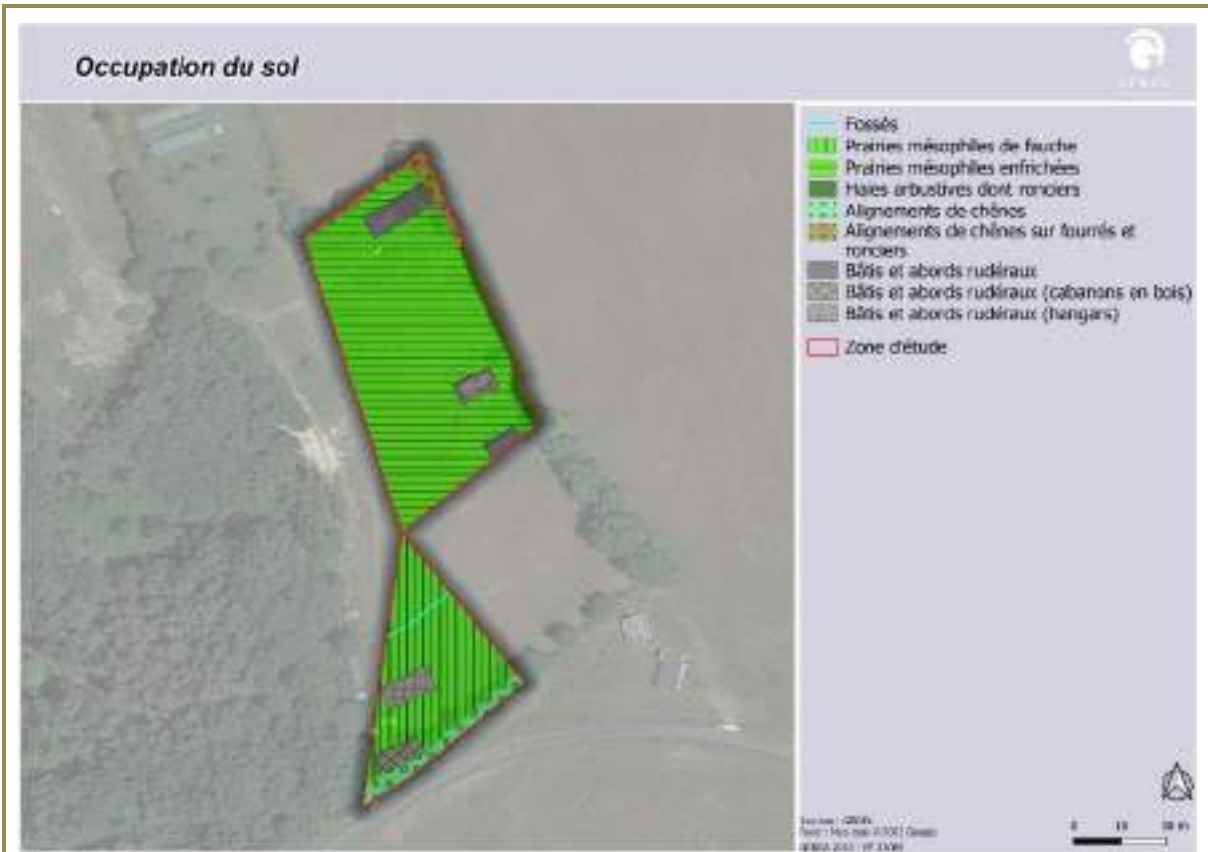 Occupation du sol
Fossés
Prairies mésophiles de fauche
Prairies mésophiles enfrichées
Haies arbustives dont ronciers
Alignements de chênes
Alignements de chênes sur fourrés et
ronciers
Bâtis et abords rudéraux
Bâtis et abords rudéraux (cabanons en bois)
Bâtis et abords rudéraux (hangars)
Zone d'étude
0